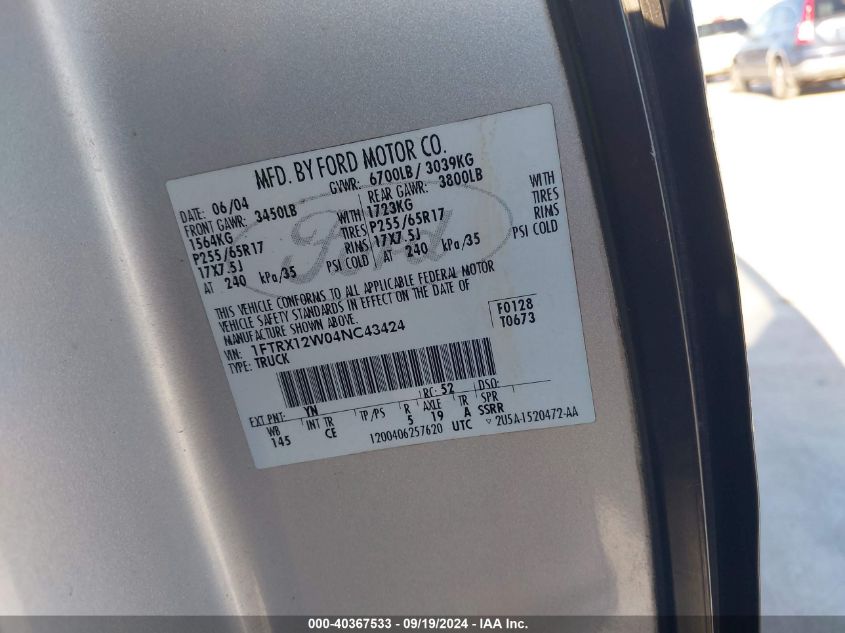 MFD. BY FORD MOTOR CO.
DATE: 06/04 GVWR: 6700LB/ 3039KG
FRONT GAWR: 3450LB REAR GAWR: 3800LB
1564KG WITH 1723KG WITH
P255/65R17 TIRES P255/65R17 TIRES
17X7.5J RIMS 17X7.5J RIMS
AT 240 kPa/35 PSI COLD AT 240 kPa/35 PSI COLD
Ford
THIS VEHICLE CONFORMS TO ALL APPLICABLE FEDERAL MOTOR
VEHICLE SAFETY STANDARDS IN EFFECT ON THE DATE OF
MANUFACTURE SHOWN ABOVE.
VIN: 1FTRX12W04NC43424 F0128
TYPE: TRUCK T0673
EXT PNT: YN RC: 52 DSO:
WB INT TR TP/PS R AXLE TR SPR
145 CE 5 19 A SSRR
1200406257620 UTC ▽ 2U5A-1520472-AA
000-40367533 - 09/19/2024 - IAA Inc.